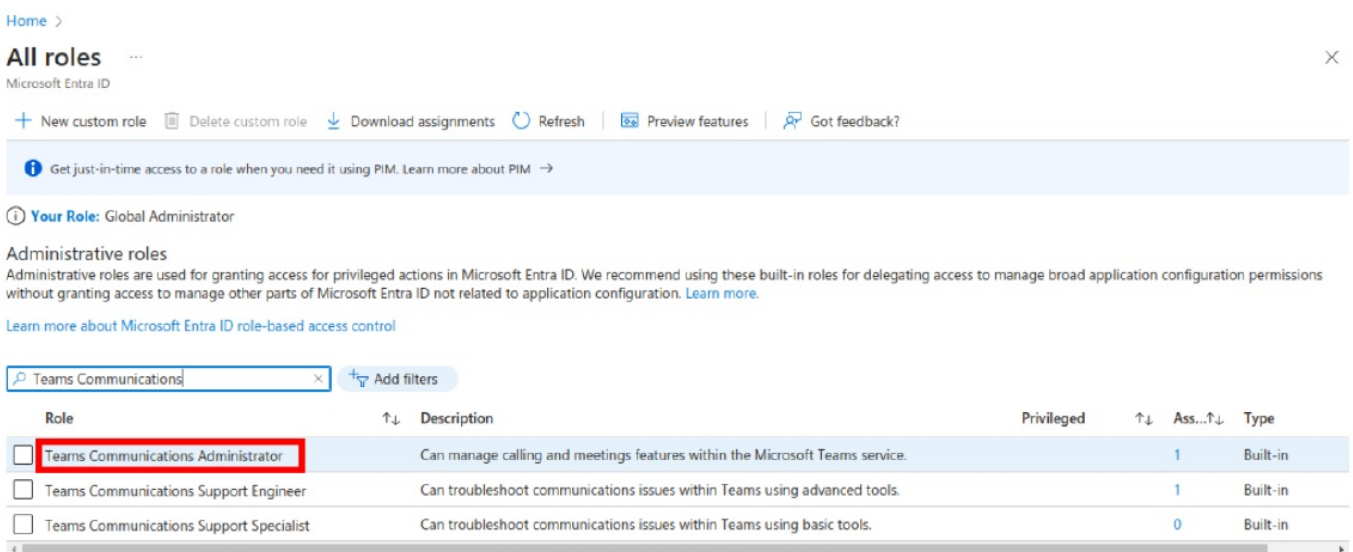 Home >
All roles ...
Microsoft Entra ID
New custom role Delete custom role Download assignments Refresh Preview features Got feedback?
Get just-in-time access to a role when you need it using PIM. Learn more about PIM →
Your Role: Global Administrator
Administrative roles
Administrative roles are used for granting access for privileged actions in Microsoft Entra ID. We recommend using these built-in roles for delegating access to manage broad application configuration permissions
without granting access to manage other parts of Microsoft Entra ID not related to application configuration. Learn more.
Learn more about Microsoft Entra ID role-based access control
Teams Communications Add filters
Role Description Privileged Ass... Type
Teams Communications Administrator Can manage calling and meetings features within the Microsoft Teams service. 1 Built-in
Teams Communications Support Engineer Can troubleshoot communications issues within Teams using advanced tools. 1 Built-in
Teams Communications Support Specialist Can troubleshoot communications issues within Teams using basic tools. 0 Built-in